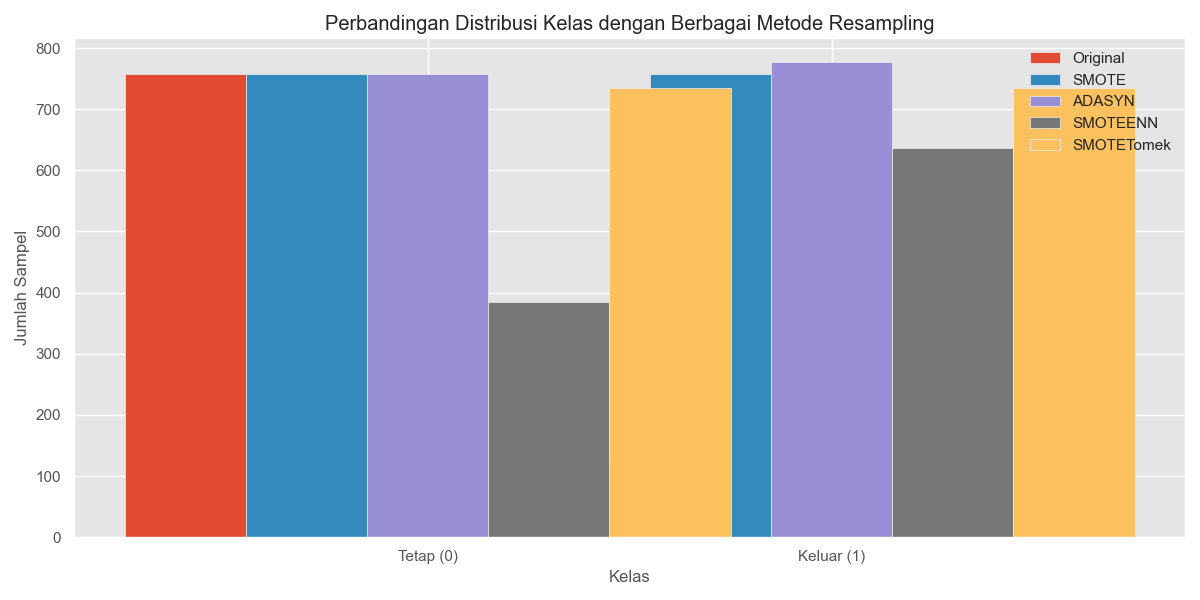 Perbandingan Distribusi Kelas dengan Berbagai Metode Resampling
Original
SMOTE
ADASYN
SMOTEENN
SMOTETomek
Jumlah Sampel
800
700
600
500
400
300
200
100
0
Tetap (0)
Keluar (1)
Kelas